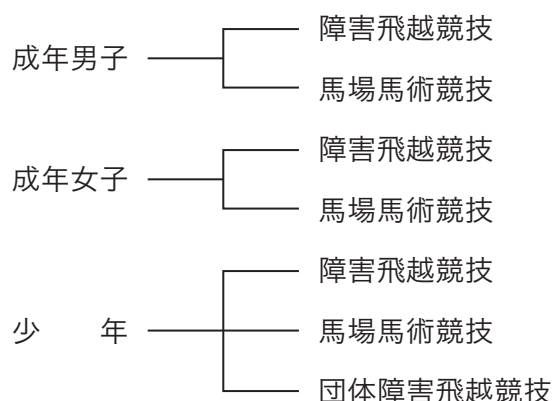 成年男子
障害飛越競技
馬場馬術競技
成年女子
障害飛越競技
馬場馬術競技
少　　年
障害飛越競技
馬場馬術競技
団体障害飛越競技